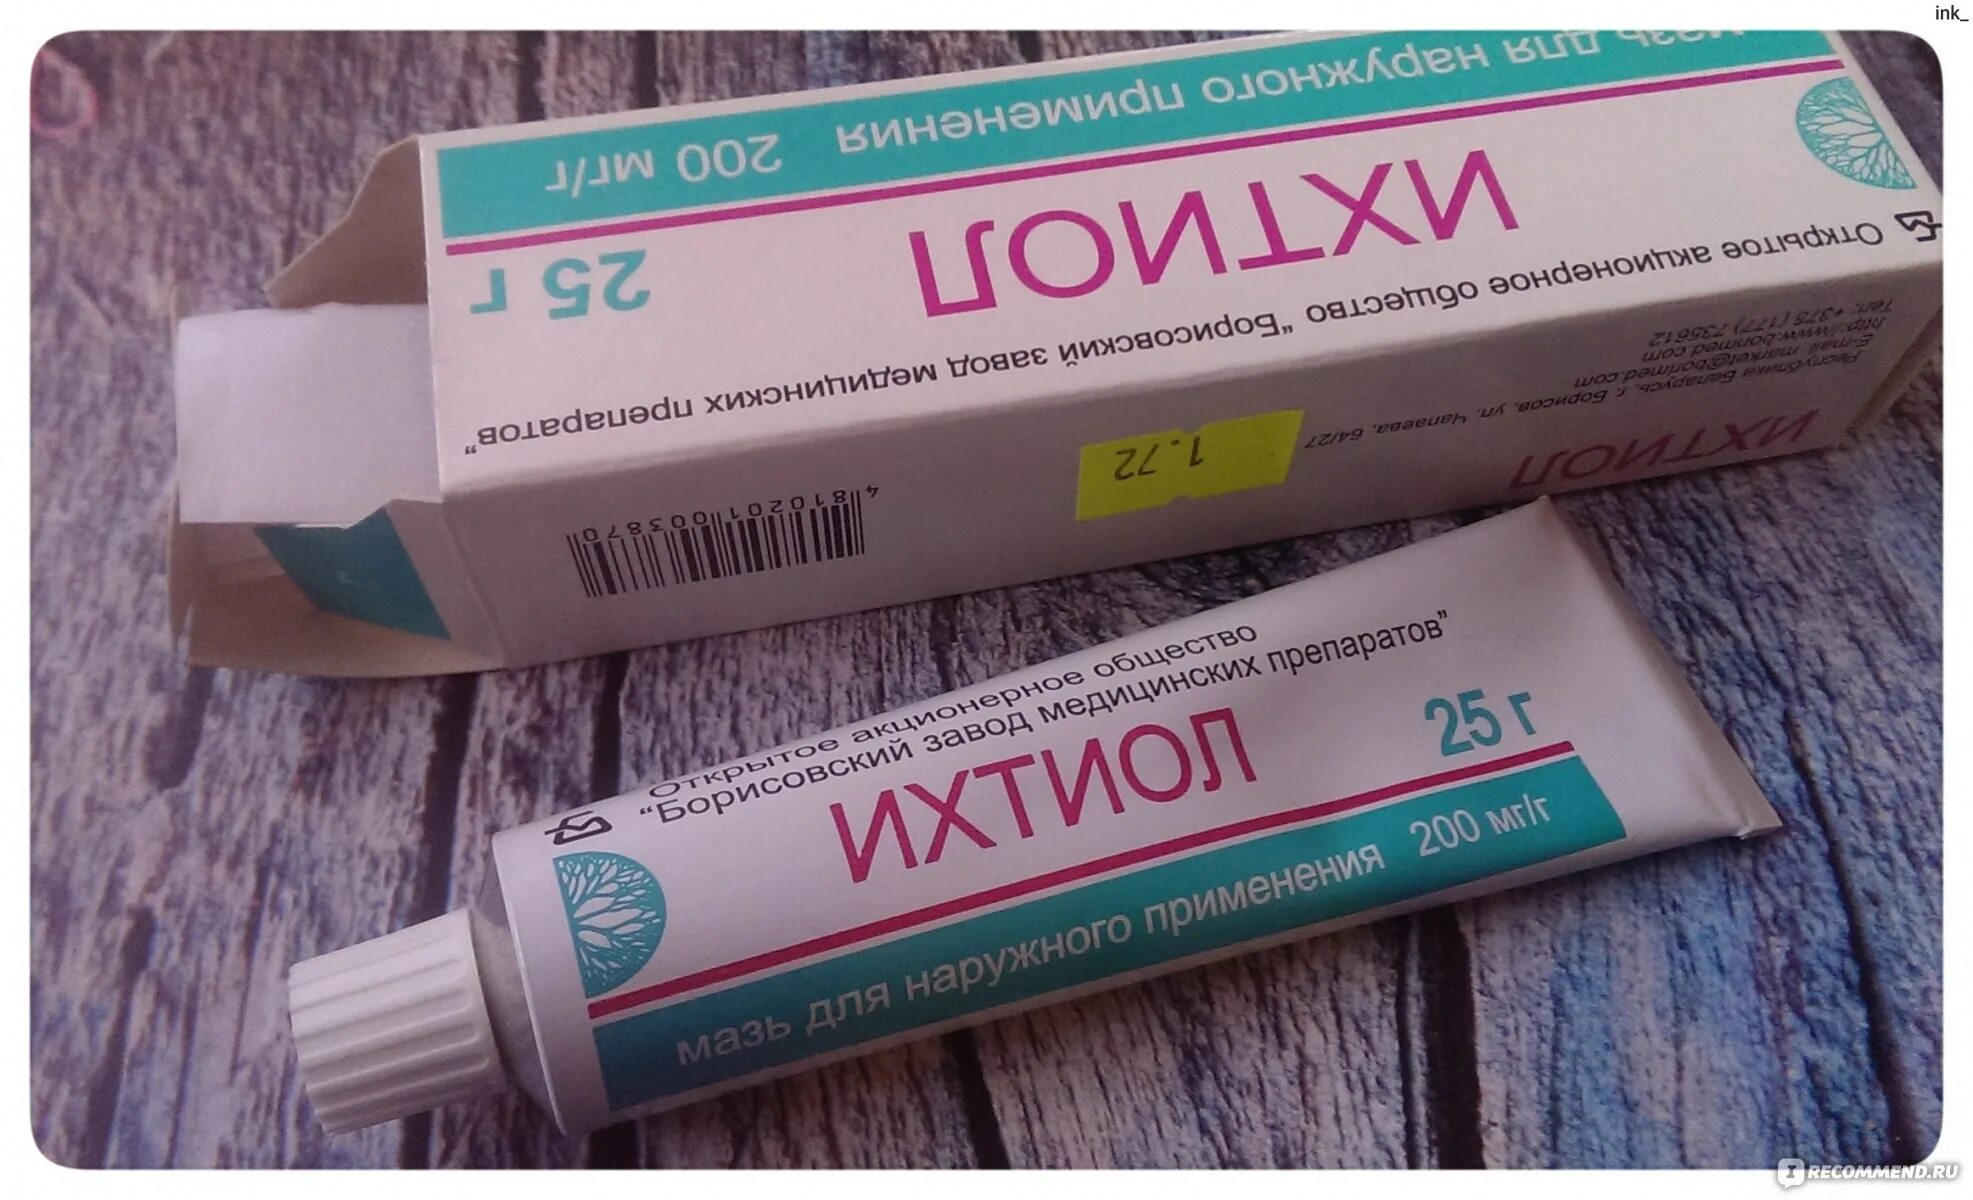 ink_
мазь для наружного применения 200 мг/г
ИХТИОЛ
25 г
Открытое акционерное общество "Борисовский завод медицинских препаратов"
ИХТИОЛ
Республика Беларусь, г. Борисов, ул. Чапаева, 64/27
E-mail: market@borimed.com
http://www.borimed.com
Тел.: +375 (177) 735612
1.72
4 810201 003870
Открытое акционерное общество
"Борисовский завод медицинских препаратов"
ИХТИОЛ
25 г
мазь для наружного применения 200 мг/г
IRECOMMEND.RU